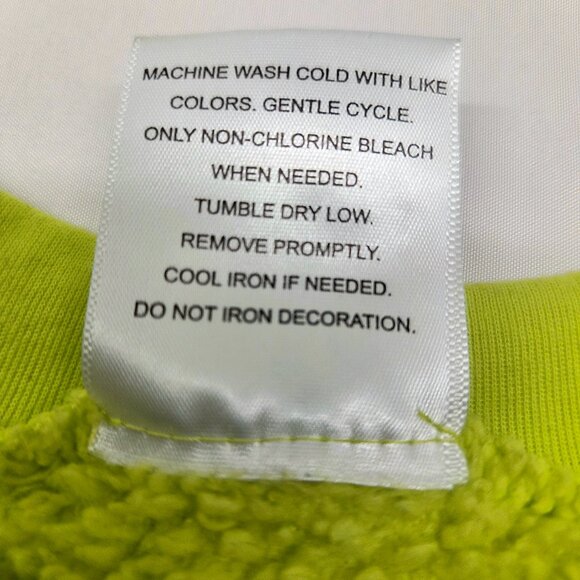 MACHINE WASH COLD WITH LIKE
COLORS. GENTLE CYCLE.
ONLY NON-CHLORINE BLEACH
WHEN NEEDED.
TUMBLE DRY LOW.
REMOVE PROMPTLY.
COOL IRON IF NEEDED.
DO NOT IRON DECORATION.